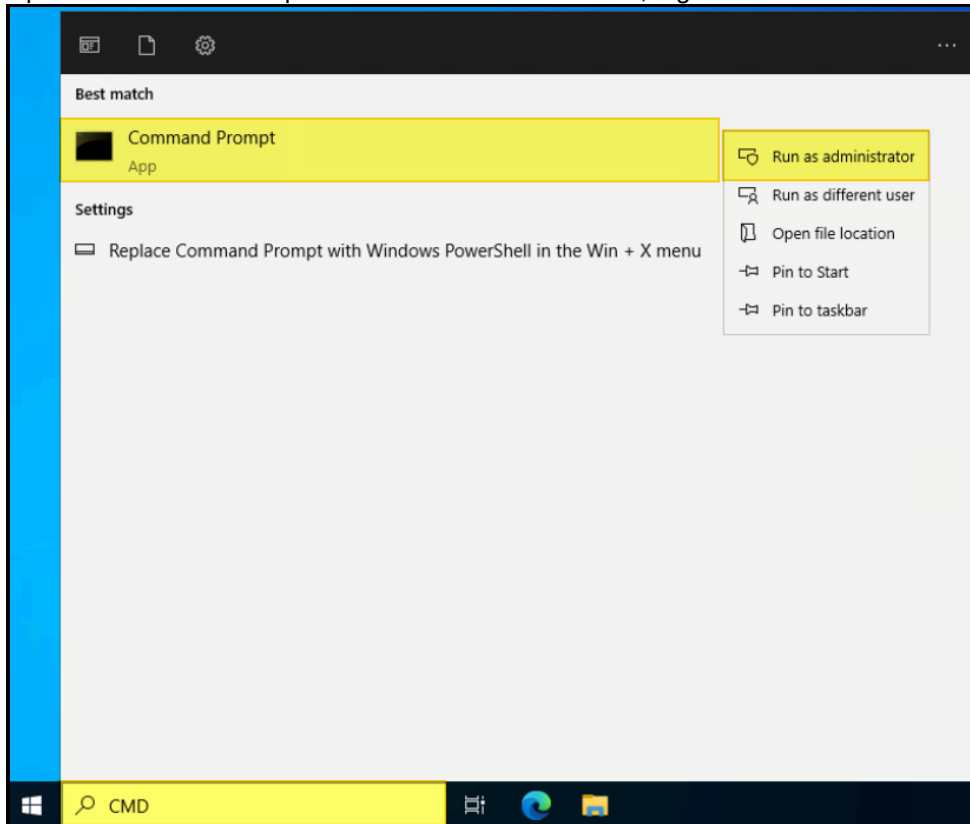 ...
Best match
Command Prompt
App
Run as administrator
Settings
Run as different user
Replace Command Prompt with Windows PowerShell in the Win + X menu
Open file location
Pin to Start
Pin to taskbar
CMD